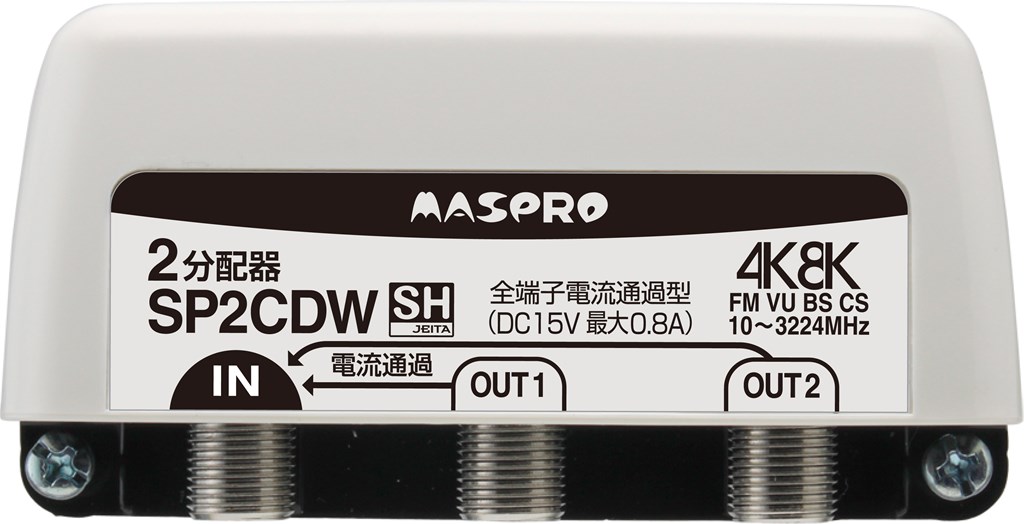 MASPRO
2分配器
SP2CDW SH JEITA
全端子電流通過型
(DC15V 最大0.8A)
4K8K
FM VU BS CS
10～3224MHz
電流通過
IN OUT1 OUT2